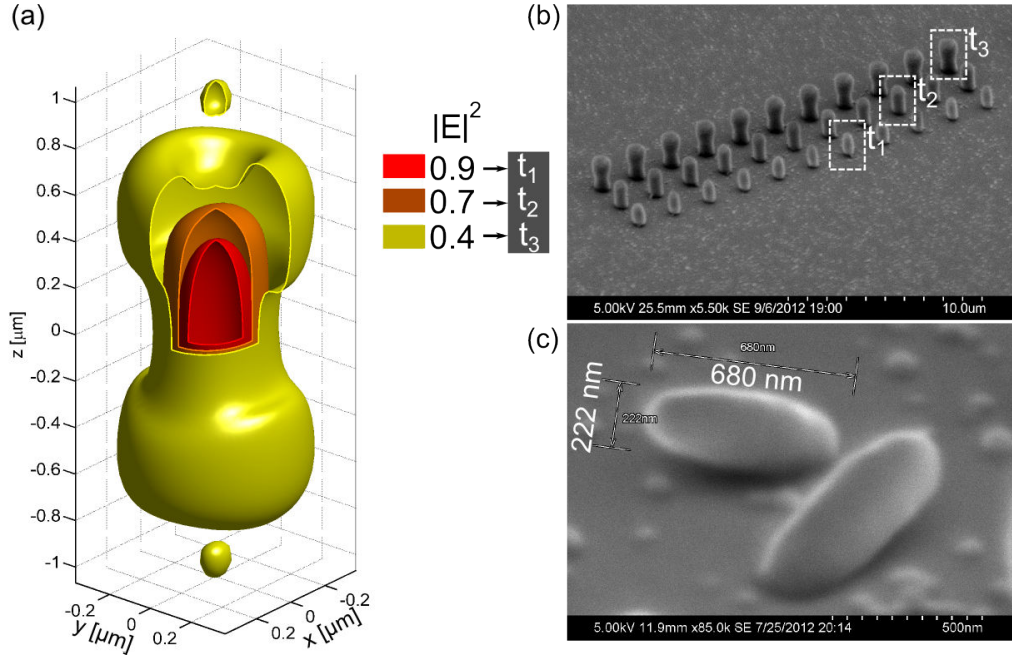 (a)
1
0.8
0.6
0.4
0.2
0
-0.2
-0.4
-0.6
-0.8
-1
z [μm]
-0.2
0
0.2
y [μm]
-0.2
0
0.2
x [μm]
|E|²
0.9 → t₁
0.7 → t₂
0.4 → t₃
(b)
t₃
t₂
t₁
5.00kV 25.5mm x5.50k SE 9/6/2012 19:00 10.0um
(c)
680nm
680 nm
222 nm
222nm
5.00kV 11.9mm x85.0k SE 7/25/2012 20:14 500nm